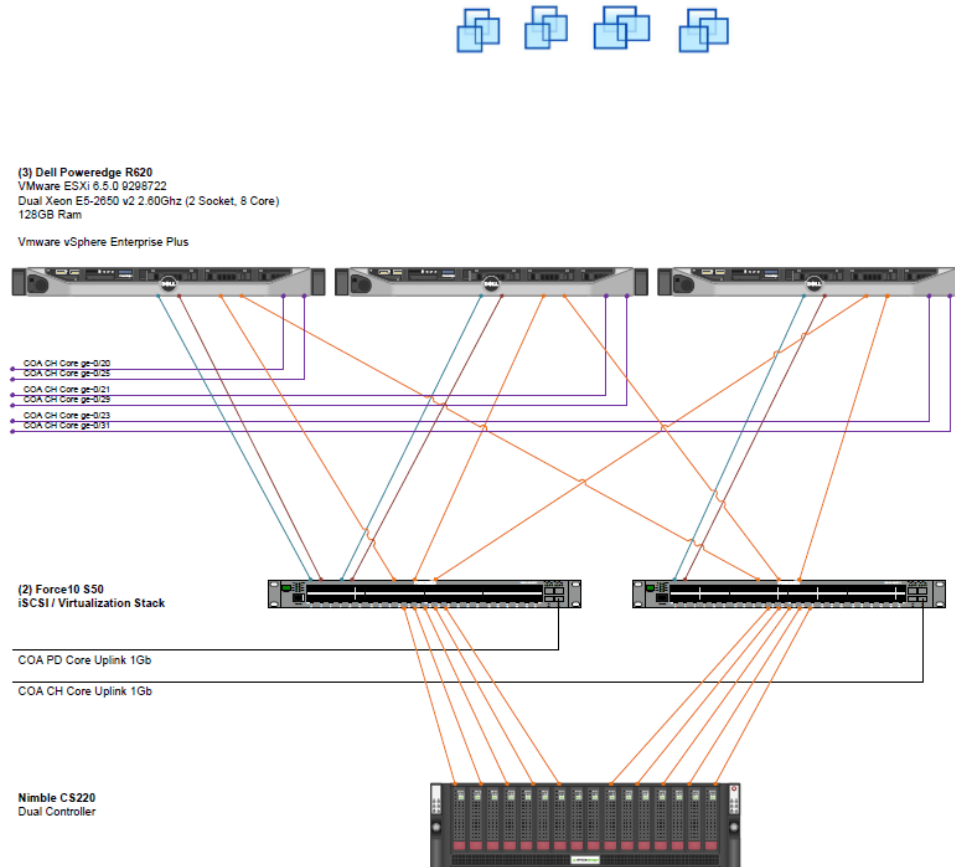 (3) Dell Poweredge R620
VMware ESXi 6.5.0 9298722
Dual Xeon E5-2650 v2 2.60Ghz (2 Socket, 8 Core)
128GB Ram
Vmware vSphere Enterprise Plus
DELL
DELL
DELL
COA CH Core ge-0/20
COA CH Core ge-0/25
COA CH Core ge-0/21
COA CH Core ge-0/29
COA CH Core ge-0/23
COA CH Core ge-0/31
(2) Force10 S50
iSCSI / Virtualization Stack
COA PD Core Uplink 1Gb
COA CH Core Uplink 1Gb
Nimble CS220
Dual Controller